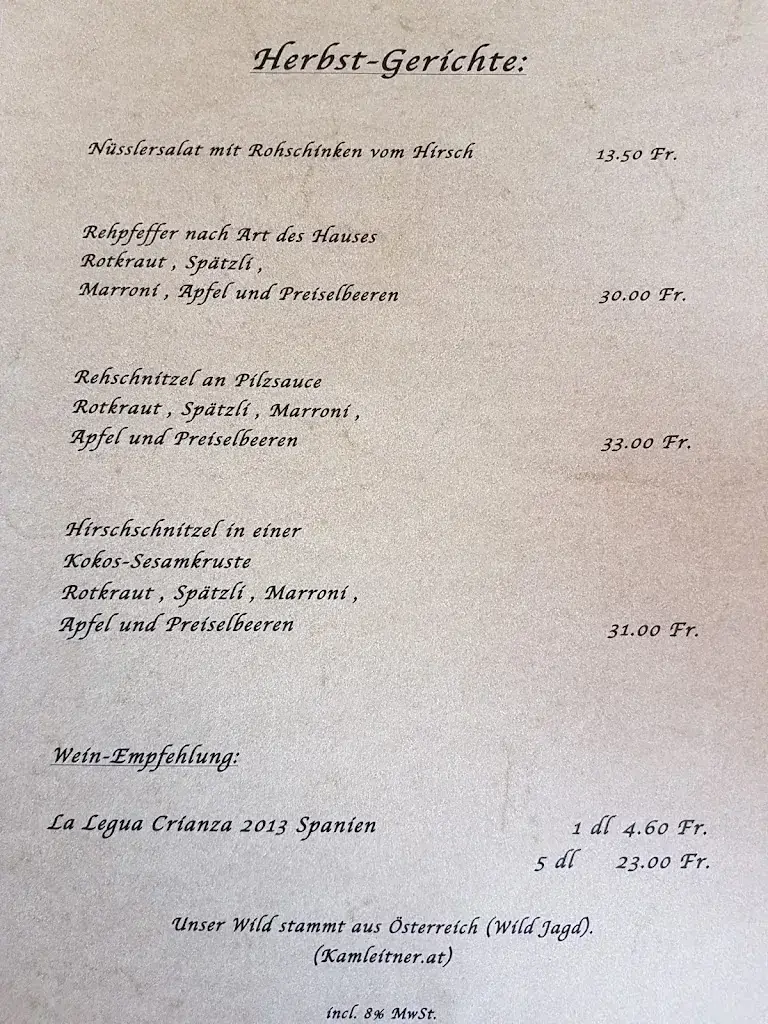 Herbst-Gerichte:
Nüsslersalat mit Rohschinken vom Hirsch 13.50 Fr.
Rehpfeffer nach Art des Hauses
Rotkraut , Spätzli ,
Marroni , Apfel und Preiselbeeren 30.00 Fr.
Rehschnitzel an Pilzsauce
Rotkraut , Spätzli , Marroni ,
Apfel und Preiselbeeren 33.00 Fr.
Hirschschnitzel in einer
Kokos-Sesamkruste
Rotkraut , Spätzli , Marroni ,
Apfel und Preiselbeeren 31.00 Fr.
Wein-Empfehlung:
La Legua Crianza 2013 Spanien 1 dl 4.60 Fr.
5 dl 23.00 Fr.
Unser Wild stammt aus Österreich (Wild Jagd).
(Kamleitner.at)
incl. 8% MwSt.